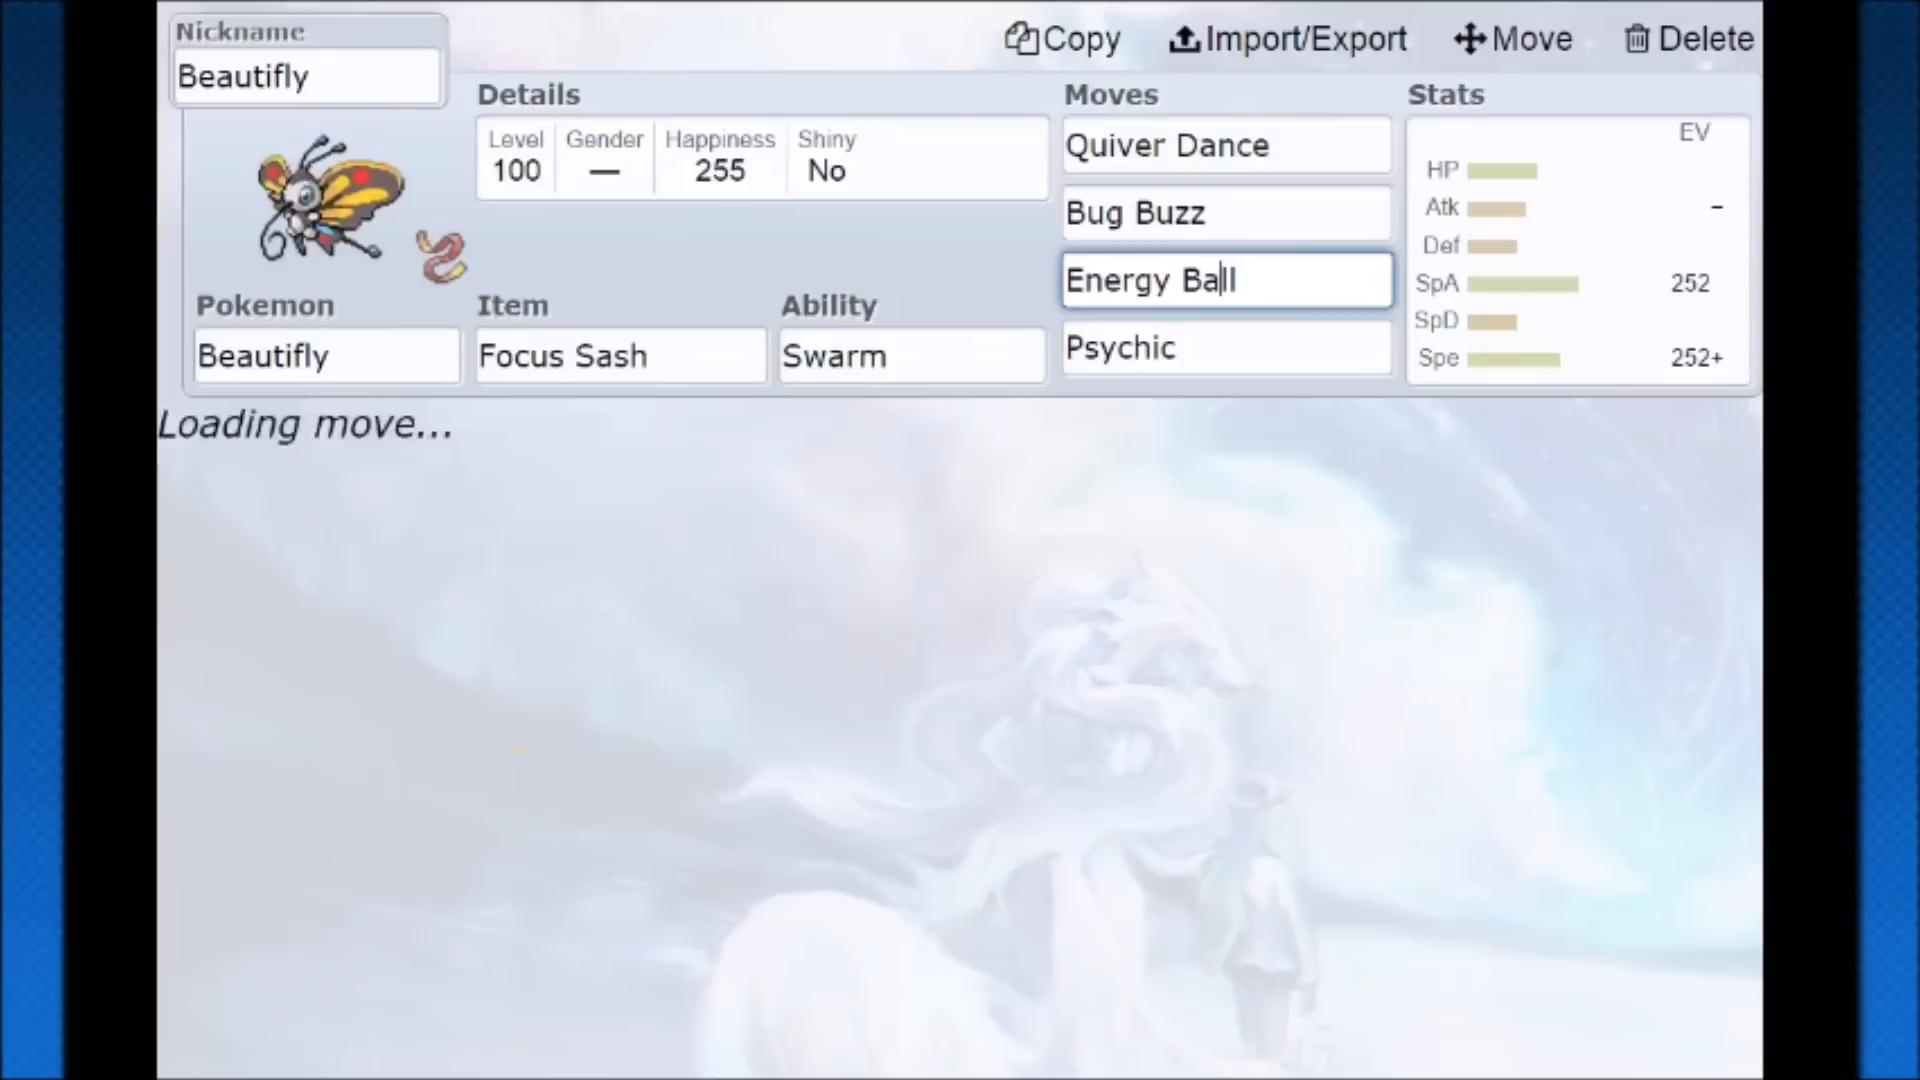 Nickname
Beautifly
Copy Import/Export Move Delete
Details
Level Gender Happiness Shiny
100 — 255 No
Pokemon Item Ability
Beautifly Focus Sash Swarm
Moves
Quiver Dance
Bug Buzz
Energy Ball
Psychic
Stats
EV
HP
Atk -
Def
SpA 252
SpD
Spe 252+
Loading move...